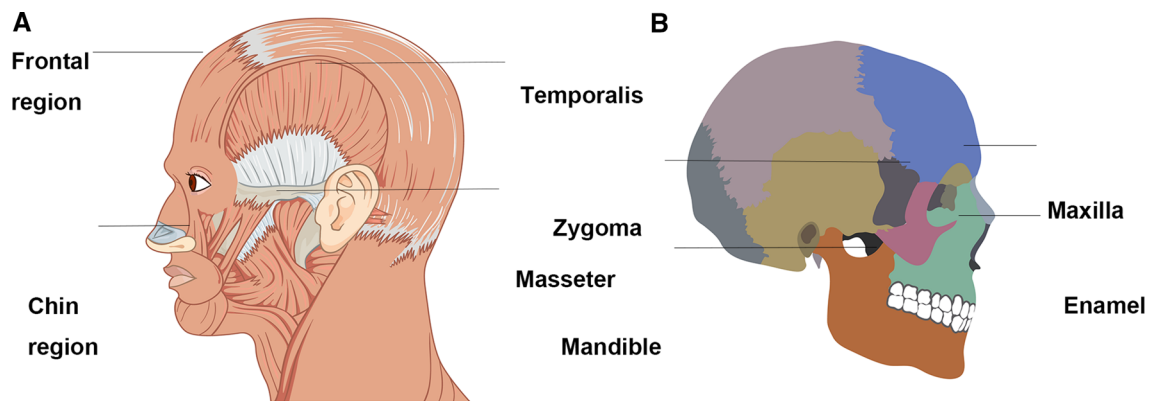 A
Frontal
region
Chin
region
Temporalis
Zygoma
Masseter
Mandible
B
Maxilla
Enamel